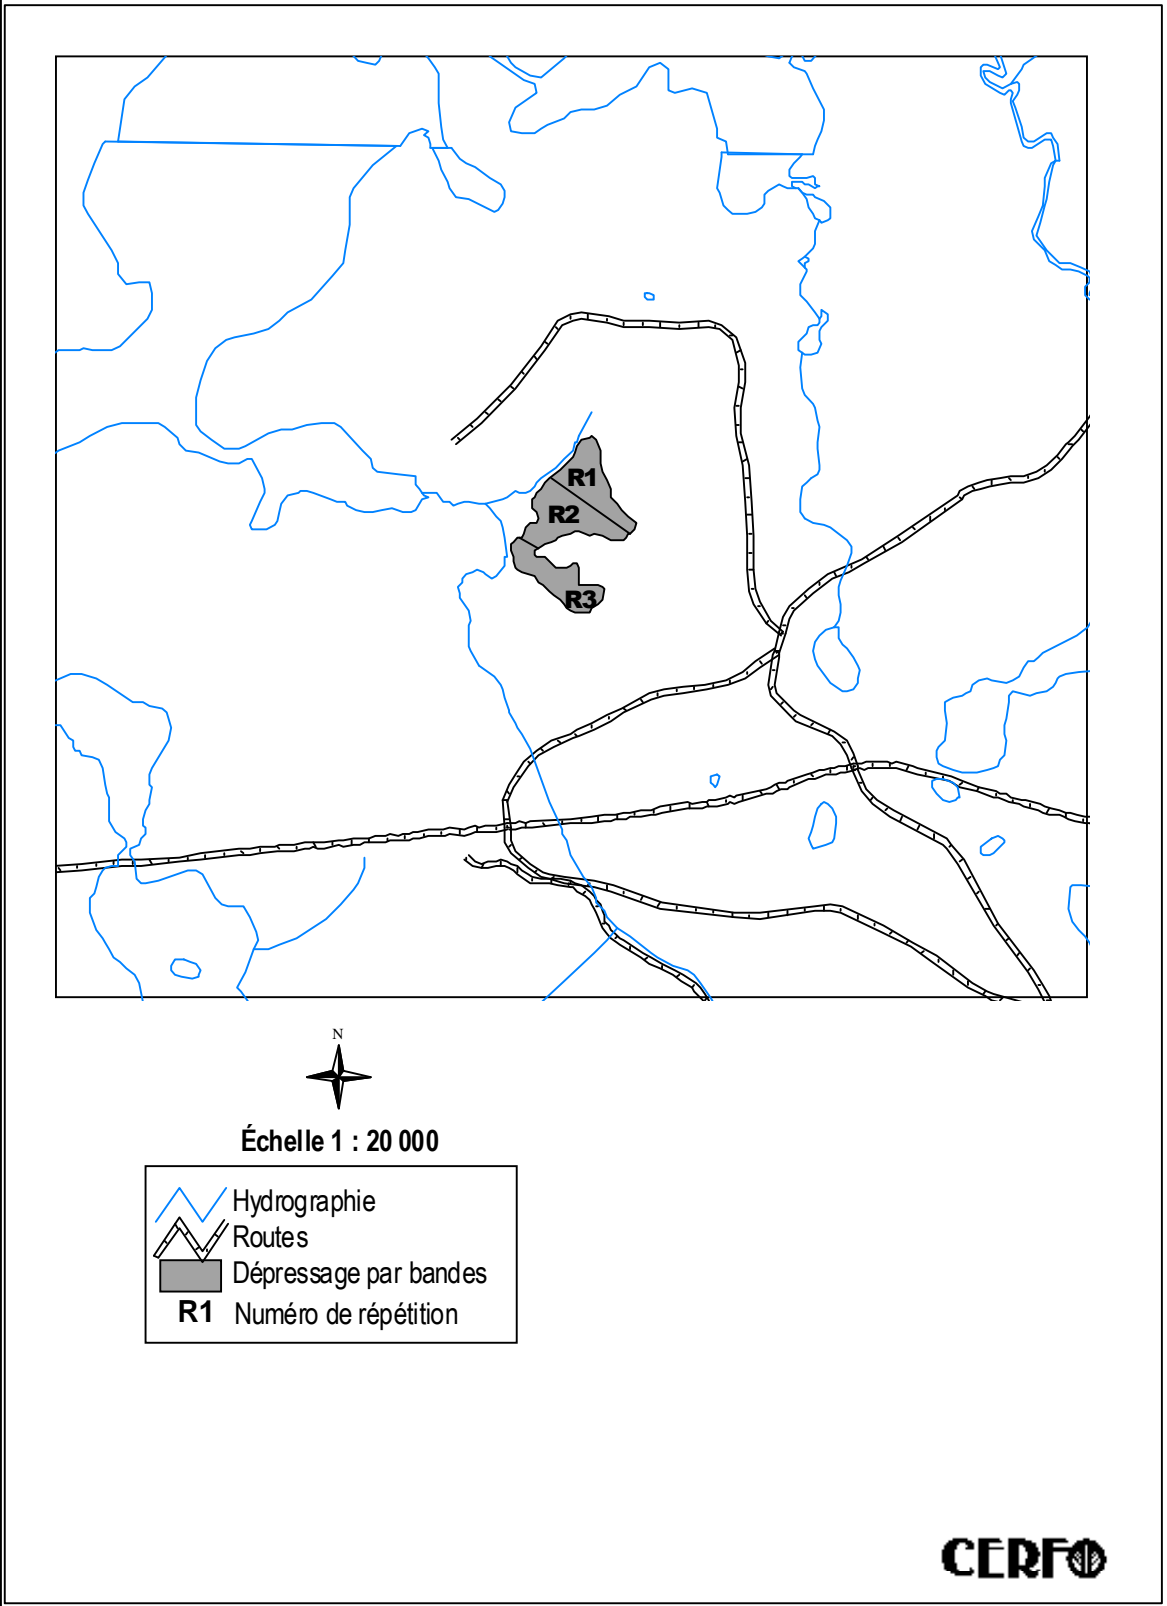 R1
R2
R3
N
Échelle 1 : 20 000
Hydrographie
Routes
Dépressage par bandes
R1 Numéro de répétition
CERFO